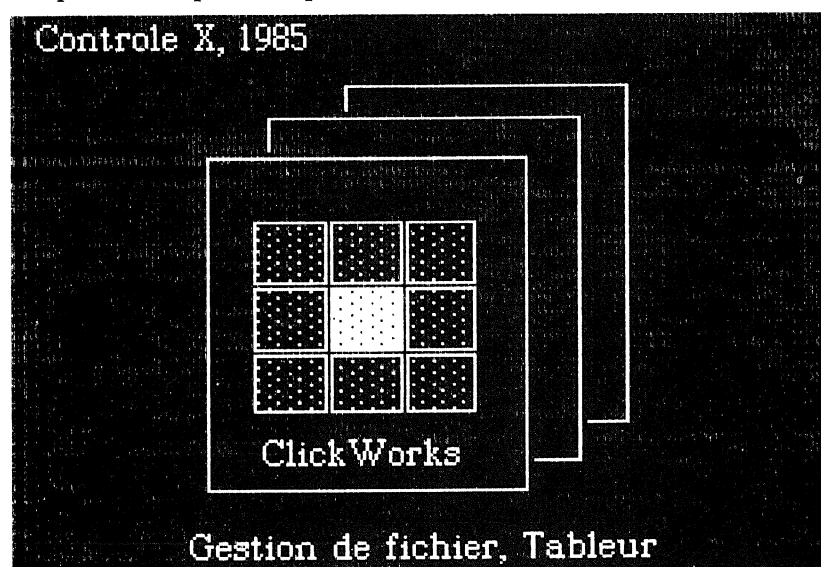 Controle X, 1985
ClickWorks
Gestion de fichier, Tableur